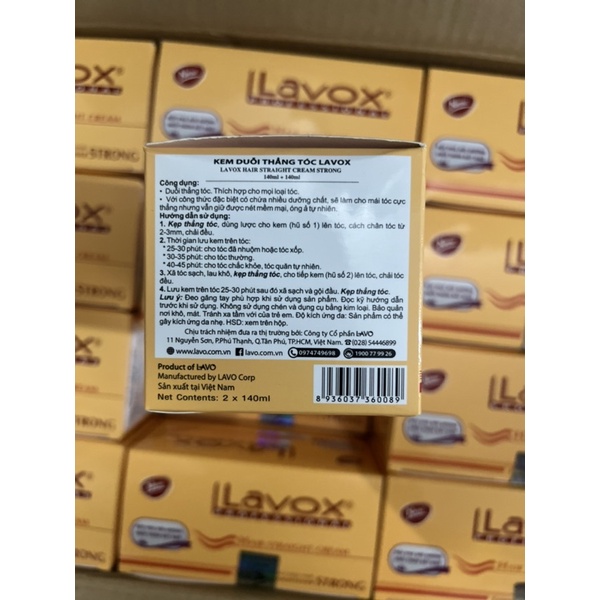 Lavox®
PROFESSIONAL
KEM DUỖI THẲNG TÓC LAVOX
LAVOX HAIR STRAIGHT CREAM STRONG
140ml + 140ml
Công dụng:
• Duỗi thẳng tóc. Thích hợp cho mọi loại tóc.
• Với công thức đặc biệt có chứa nhiều dưỡng chất, sẽ làm cho mái tóc cực
thẳng nhưng vẫn giữ được nét mềm mại, óng ả tự nhiên.
Hướng dẫn sử dụng:
1. Kẹp thẳng tóc, dùng lược cho kem (hũ số 1) lên tóc, cách chân tóc từ
2-3mm, chải đều.
2. Thời gian lưu kem trên tóc:
*25-30 phút: cho tóc đã nhuộm hoặc tóc xốp.
*30-35 phút: cho tóc thường.
*40-45 phút: cho tóc chắc khỏe, tóc quăn tự nhiên.
3. Xả tóc sạch, lau khô, kẹp thẳng tóc, cho tiếp kem (hũ số 2) lên tóc, chải tóc
đều.
4. Lưu kem trên tóc 25-30 phút sau đó xả sạch và gội đầu. Kẹp thẳng tóc.
Lưu ý: Đeo găng tay phù hợp khi sử dụng sản phẩm. Đọc kỹ hướng dẫn
trước khi sử dụng. Không sử dụng chén và dụng cụ bằng kim loại. Bảo quản
nơi khô, mát. Tránh xa tầm với của trẻ em. Độ kích ứng da: Sản phẩm có thể
gây kích ứng da nhẹ. HSD: xem trên hộp.
Chịu trách nhiệm đưa ra thị trường bởi: Công ty Cổ phần LAVO
11 Nguyễn Sơn, P.Phú Thạnh, Q.Tân Phú, TP.HCM, Việt Nam. ☎(028) 54446899
www.lavo.com.vn lavo.com.vn 0974749698 1900 77 99 26
Product of LAVO
Manufactured by LAVO Corp
Sản xuất tại Việt Nam
Net Contents: 2 x 140ml
8 936037 360089
STRONG
Lavox®
PROFESSIONAL
HAIR STRAIGHT CREAM
STRONG